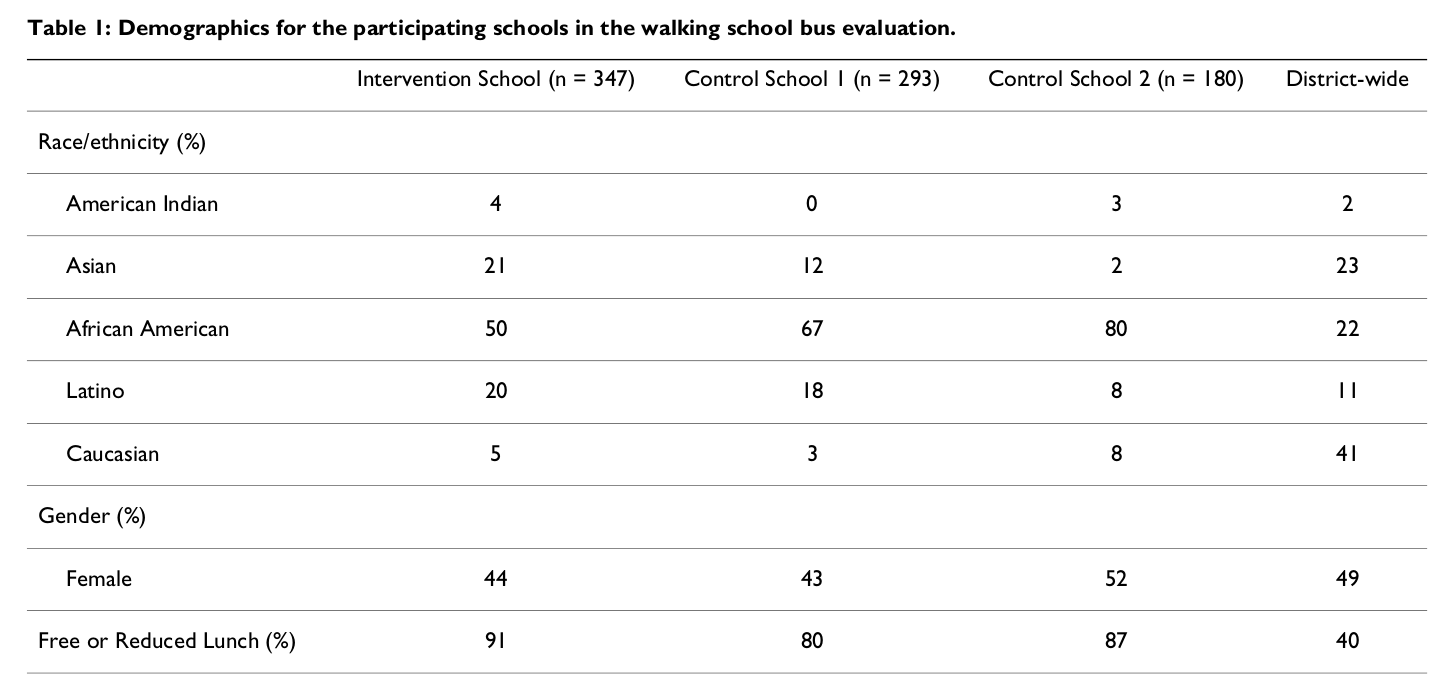 Table 1: Demographics for the participating schools in the walking school bus evaluation.
Intervention School (n = 347) Control School 1 (n = 293) Control School 2 (n = 180) District-wide
Race/ethnicity (%)
American Indian 4 0 3 2
Asian 21 12 2 23
African American 50 67 80 22
Latino 20 18 8 11
Caucasian 5 3 8 41
Gender (%)
Female 44 43 52 49
Free or Reduced Lunch (%) 91 80 87 40